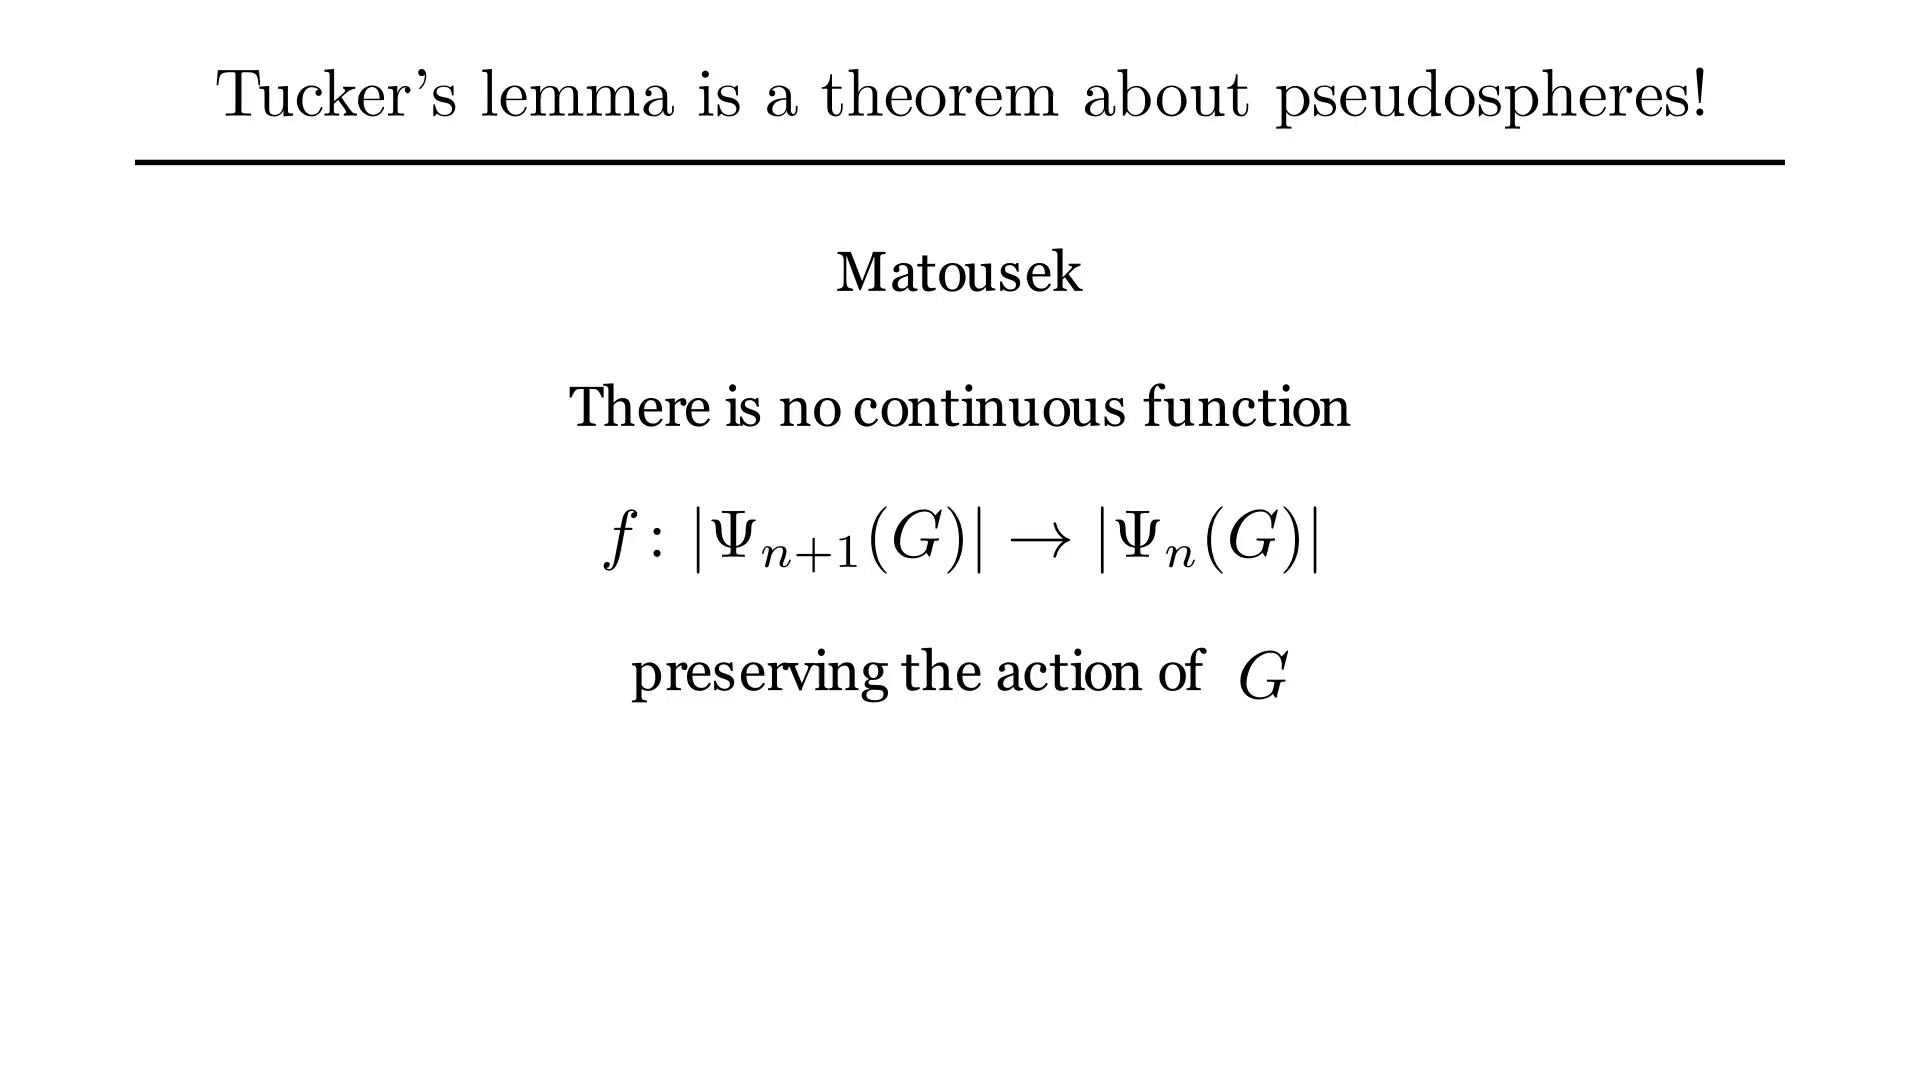 Tucker's lemma is a theorem about pseudospheres!
Matousek
There is no continuous function
f : |Ψ_{n+1}(G)| → |Ψ_n(G)|
preserving the action of G